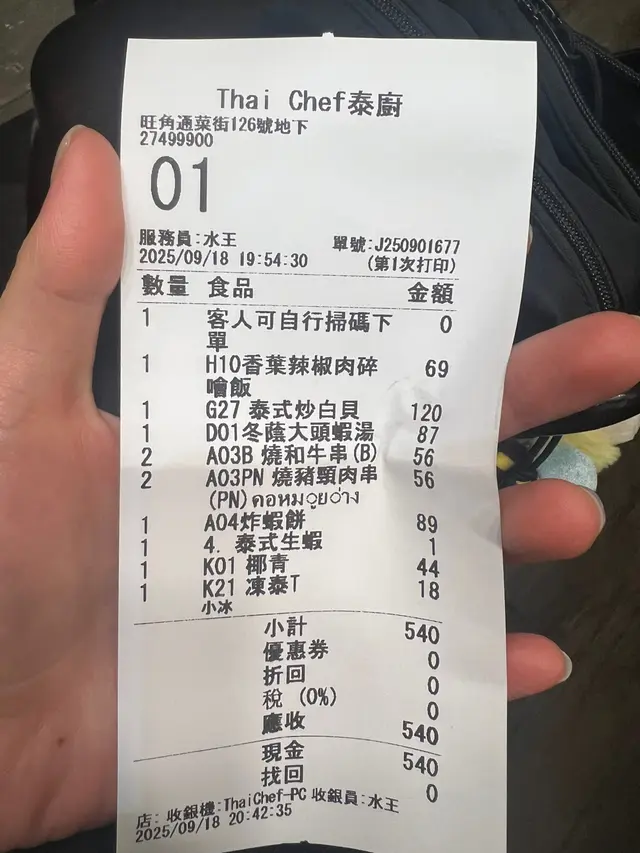 Thai Chef泰廚
旺角通菜街126號地下
27499900
01
服務員:水王 單號:J250901677
2025/09/18 19:54:30 (第1次打印)
數量 食品 金額
1 客人可自行掃碼下 0
單
1 H10香葉辣椒肉碎 69
噲飯
1 G27 泰式炒白貝 120
1 D01冬蔭大頭蝦湯 87
2 A03B 燒和牛串(B) 56
2 A03PN 燒豬頸肉串 56
(PN)คอหมูย่าง
1 A04炸蝦餅 89
1 4. 泰式生蝦 1
1 K01 椰青 44
1 K21 凍泰T 18
小冰
小計 540
優惠券 0
折回 0
稅 (0%) 0
應收 540
現金 540
找回 0
店: 收銀機:ThaiChef-PC 收銀員:水王
2025/09/18 20:42:35